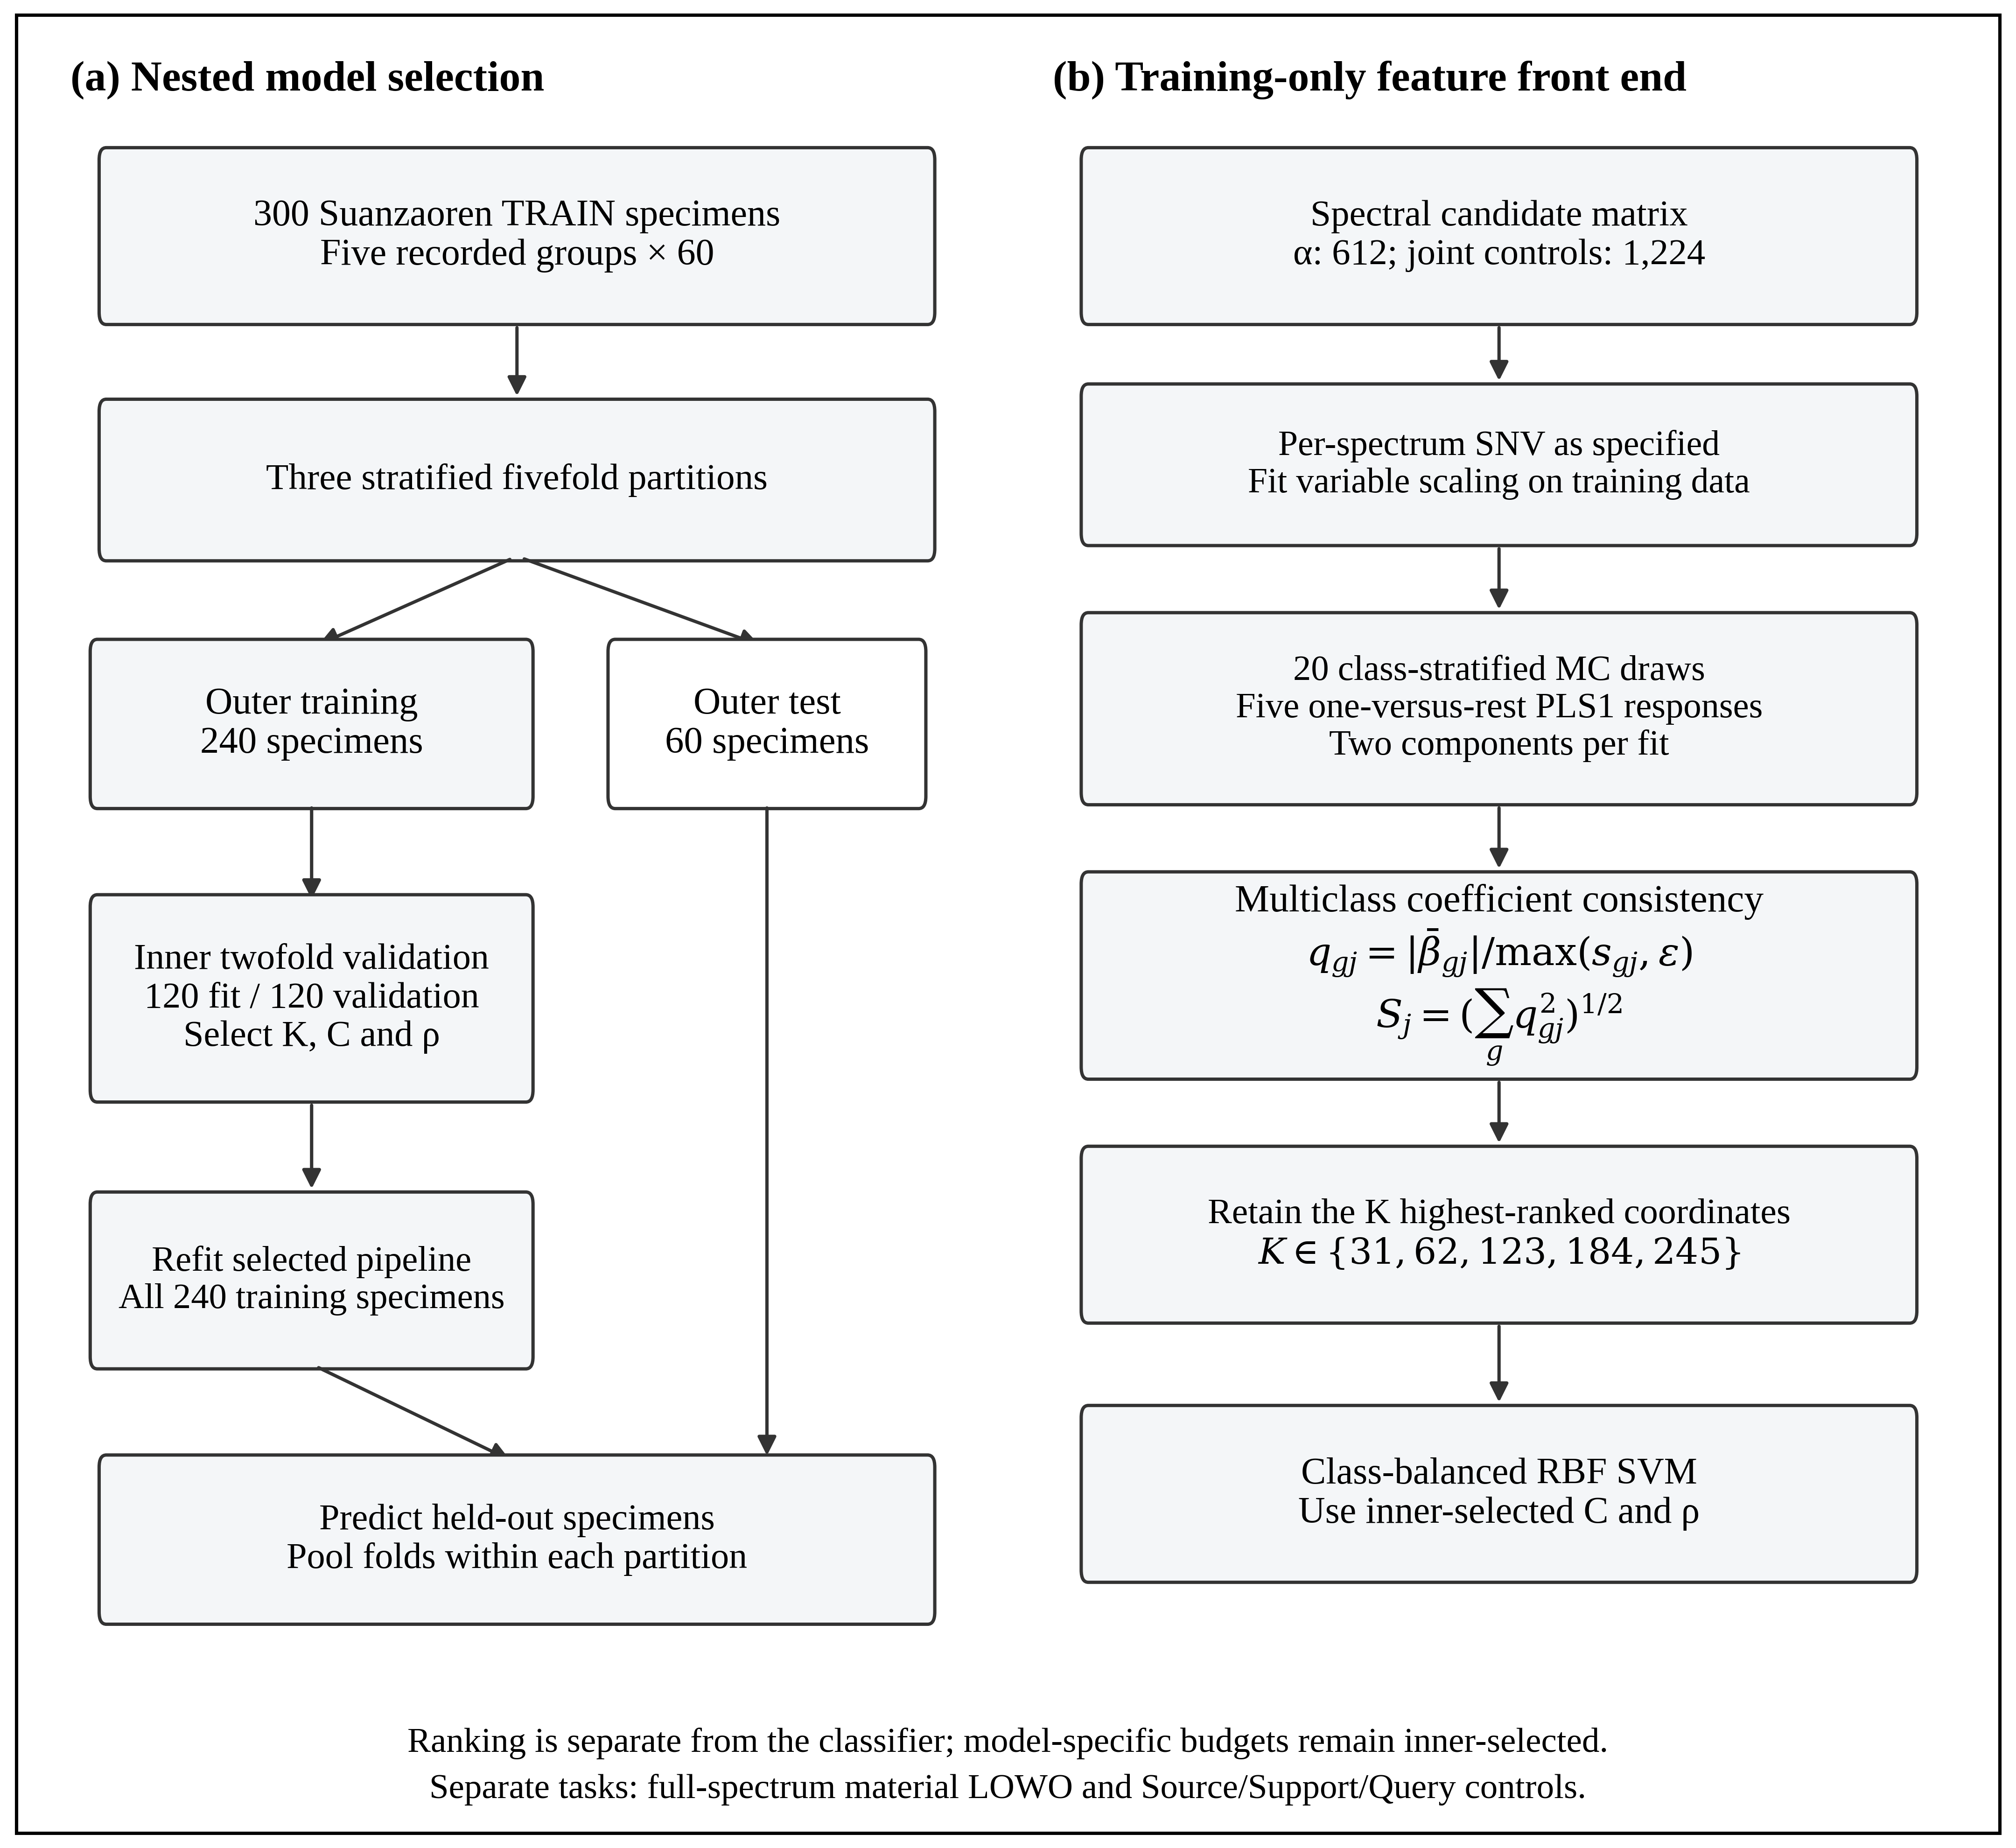 (a) Nested model selection
300 Suanzaoren TRAIN specimens
Five recorded groups × 60
Three stratified fivefold partitions
Outer training
240 specimens
Outer test
60 specimens
Inner twofold validation
120 fit / 120 validation
Select K, C and ρ
Refit selected pipeline
All 240 training specimens
Predict held-out specimens
Pool folds within each partition
(b) Training-only feature front end
Spectral candidate matrix
α: 612; joint controls: 1,224
Per-spectrum SNV as specified
Fit variable scaling on training data
20 class-stratified MC draws
Five one-versus-rest PLS1 responses
Two components per fit
Multiclass coefficient consistency
q_{gj} = |β̄_{gj}|/max(s_{gj}, ε)
S_j = (∑_g q_{gj}^2)^{1/2}
Retain the K highest-ranked coordinates
K ∈ {31, 62, 123, 184, 245}
Class-balanced RBF SVM
Use inner-selected C and ρ
Ranking is separate from the classifier; model-specific budgets remain inner-selected.
Separate tasks: full-spectrum material LOWO and Source/Support/Query controls.